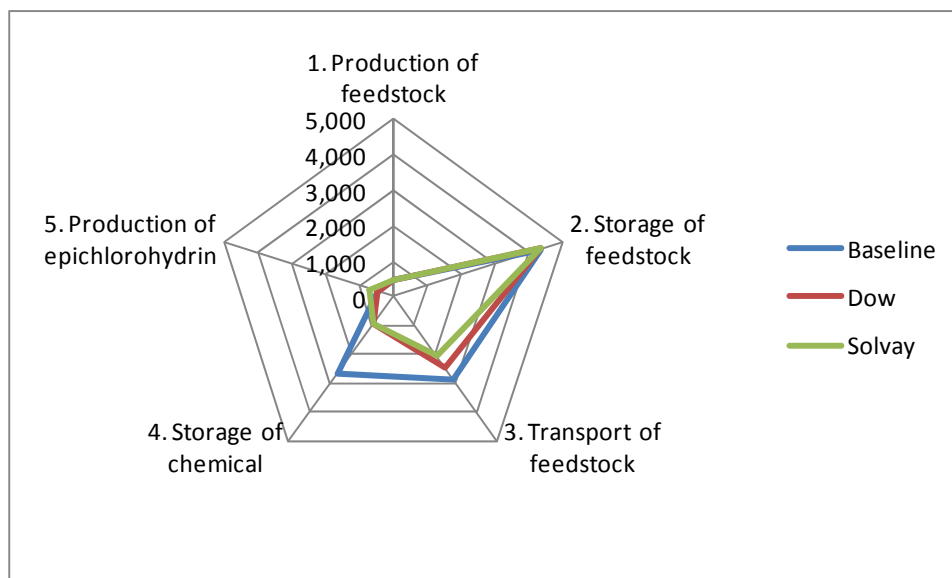 1. Production of
feedstock
5,000
4,000
3,000
2,000
1,000
0
2. Storage of
feedstock
3. Transport of
feedstock
4. Storage of
chemical
5. Production of
epichlorohydrin
Baseline
Dow
Solvay